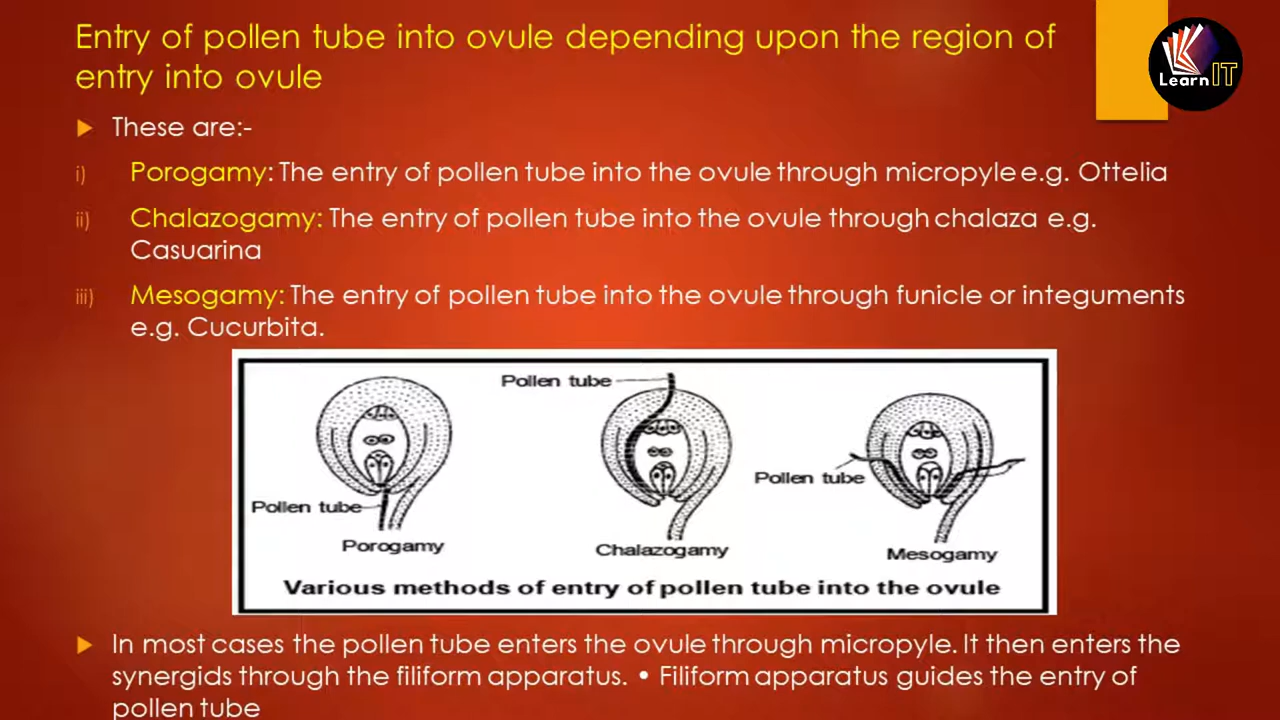 Entry of pollen tube into ovule depending upon the region of
entry into ovule
Learn IT
These are:-
i) Porogamy: The entry of pollen tube into the ovule through micropyle e.g. Ottelia
ii) Chalazogamy: The entry of pollen tube into the ovule through chalaza e.g.
Casuarina
iii) Mesogamy: The entry of pollen tube into the ovule through funicle or integuments
e.g. Cucurbita.
Pollen tube
Porogamy
Pollen tube
Chalazogamy
Pollen tube
Mesogamy
Various methods of entry of pollen tube into the ovule
In most cases the pollen tube enters the ovule through micropyle. It then enters the
synergids through the filiform apparatus. • Filiform apparatus guides the entry of
pollen tube